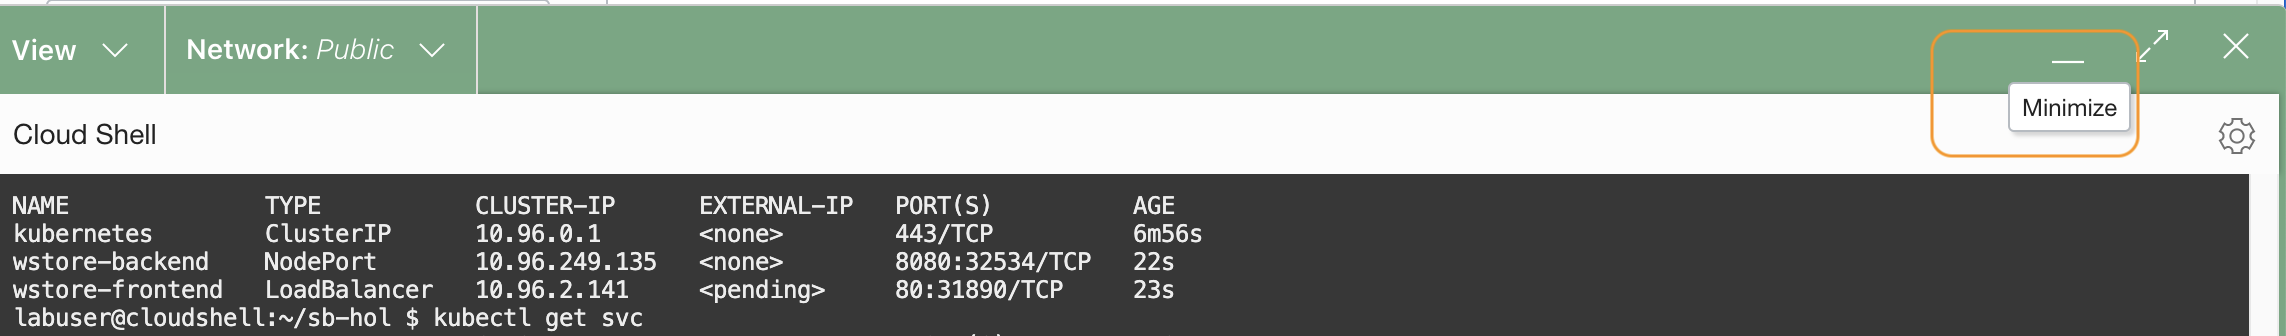 View Network: Public
Minimize
Cloud Shell
NAME TYPE CLUSTER-IP EXTERNAL-IP PORT(S) AGE
kubernetes ClusterIP 10.96.0.1 <none> 443/TCP 6m56s
wstore-backend NodePort 10.96.249.135 <none> 8080:32534/TCP 22s
wstore-frontend LoadBalancer 10.96.2.141 <pending> 80:31890/TCP 23s
labuser@cloudshell:~/sb-hol $ kubectl get svc